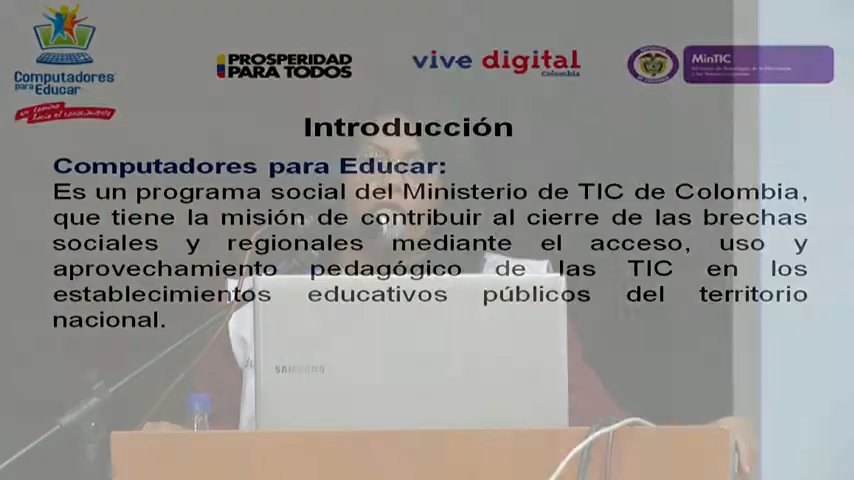 Computadores
para Educar
PROSPERIDAD
PARA TODOS
vive digital
Colombia
MinTIC
Introducción
Computadores para Educar:
Es un programa social del Ministerio de TIC de Colombia,
que tiene la misión de contribuir al cierre de las brechas
sociales y regionales mediante el acceso, uso y
aprovechamiento pedagógico de las TIC en los
establecimientos educativos públicos del territorio
nacional.
SAMSUNG